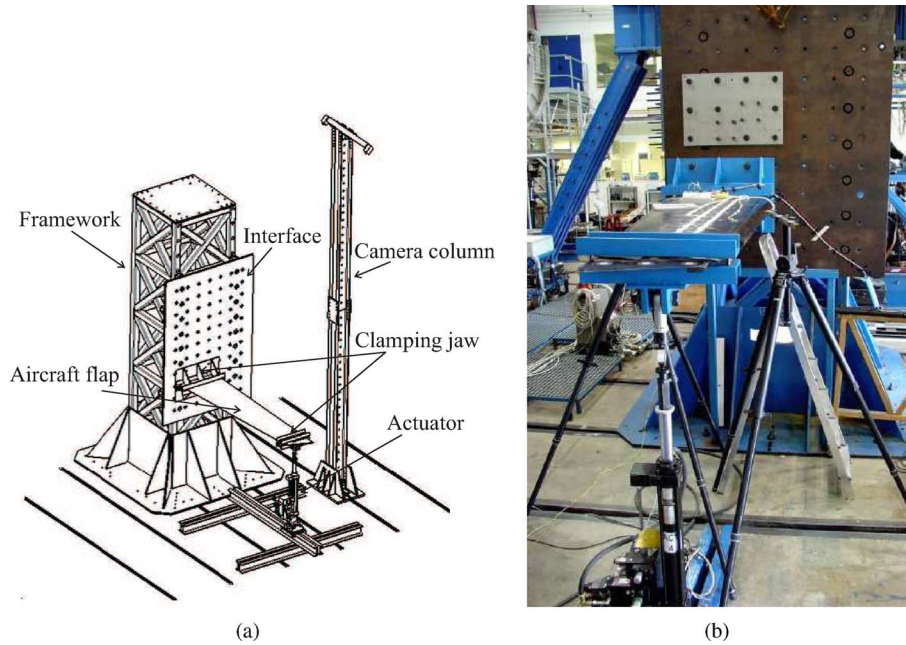 Framework
Interface
Camera column
Clamping jaw
Aircraft flap
Actuator
(a)
(b)